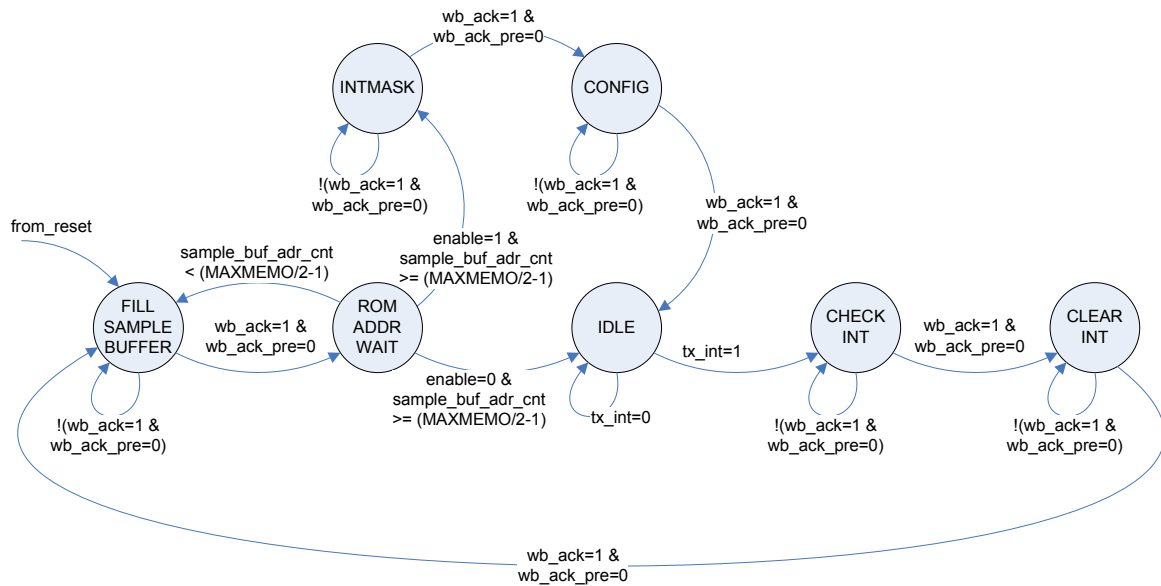 wb_ack=1 &
wb_ack_pre=0
INTMASK
CONFIG
!(wb_ack=1 &
wb_ack_pre=0)
!(wb_ack=1 &
wb_ack_pre=0)
wb_ack=1 &
wb_ack_pre=0
from_reset
sample_buf_adr_cnt
< (MAXMEMO/2-1)
enable=1 &
sample_buf_adr_cnt
>= (MAXMEMO/2-1)
FILL
SAMPLE
BUFFER
wb_ack=1 &
wb_ack_pre=0
ROM
ADDR
WAIT
IDLE
tx_int=1
CHECK
INT
wb_ack=1 &
wb_ack_pre=0
CLEAR
INT
!(wb_ack=1 &
wb_ack_pre=0)
enable=0 &
sample_buf_adr_cnt
>= (MAXMEMO/2-1)
tx_int=0
!(wb_ack=1 &
wb_ack_pre=0)
!(wb_ack=1 &
wb_ack_pre=0)
wb_ack=1 &
wb_ack_pre=0